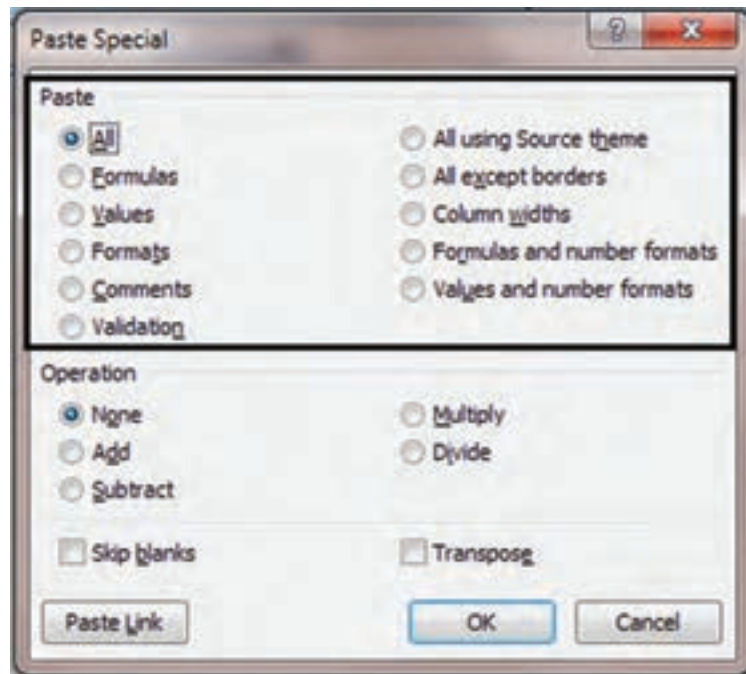 Paste Special
Paste
All
Formulas
Values
Formats
Comments
Validation
All using Source theme
All except borders
Column widths
Formulas and number formats
Values and number formats
Operation
None
Add
Subtract
Multiply
Divide
Skip blanks
Transpose
Paste Link
OK
Cancel